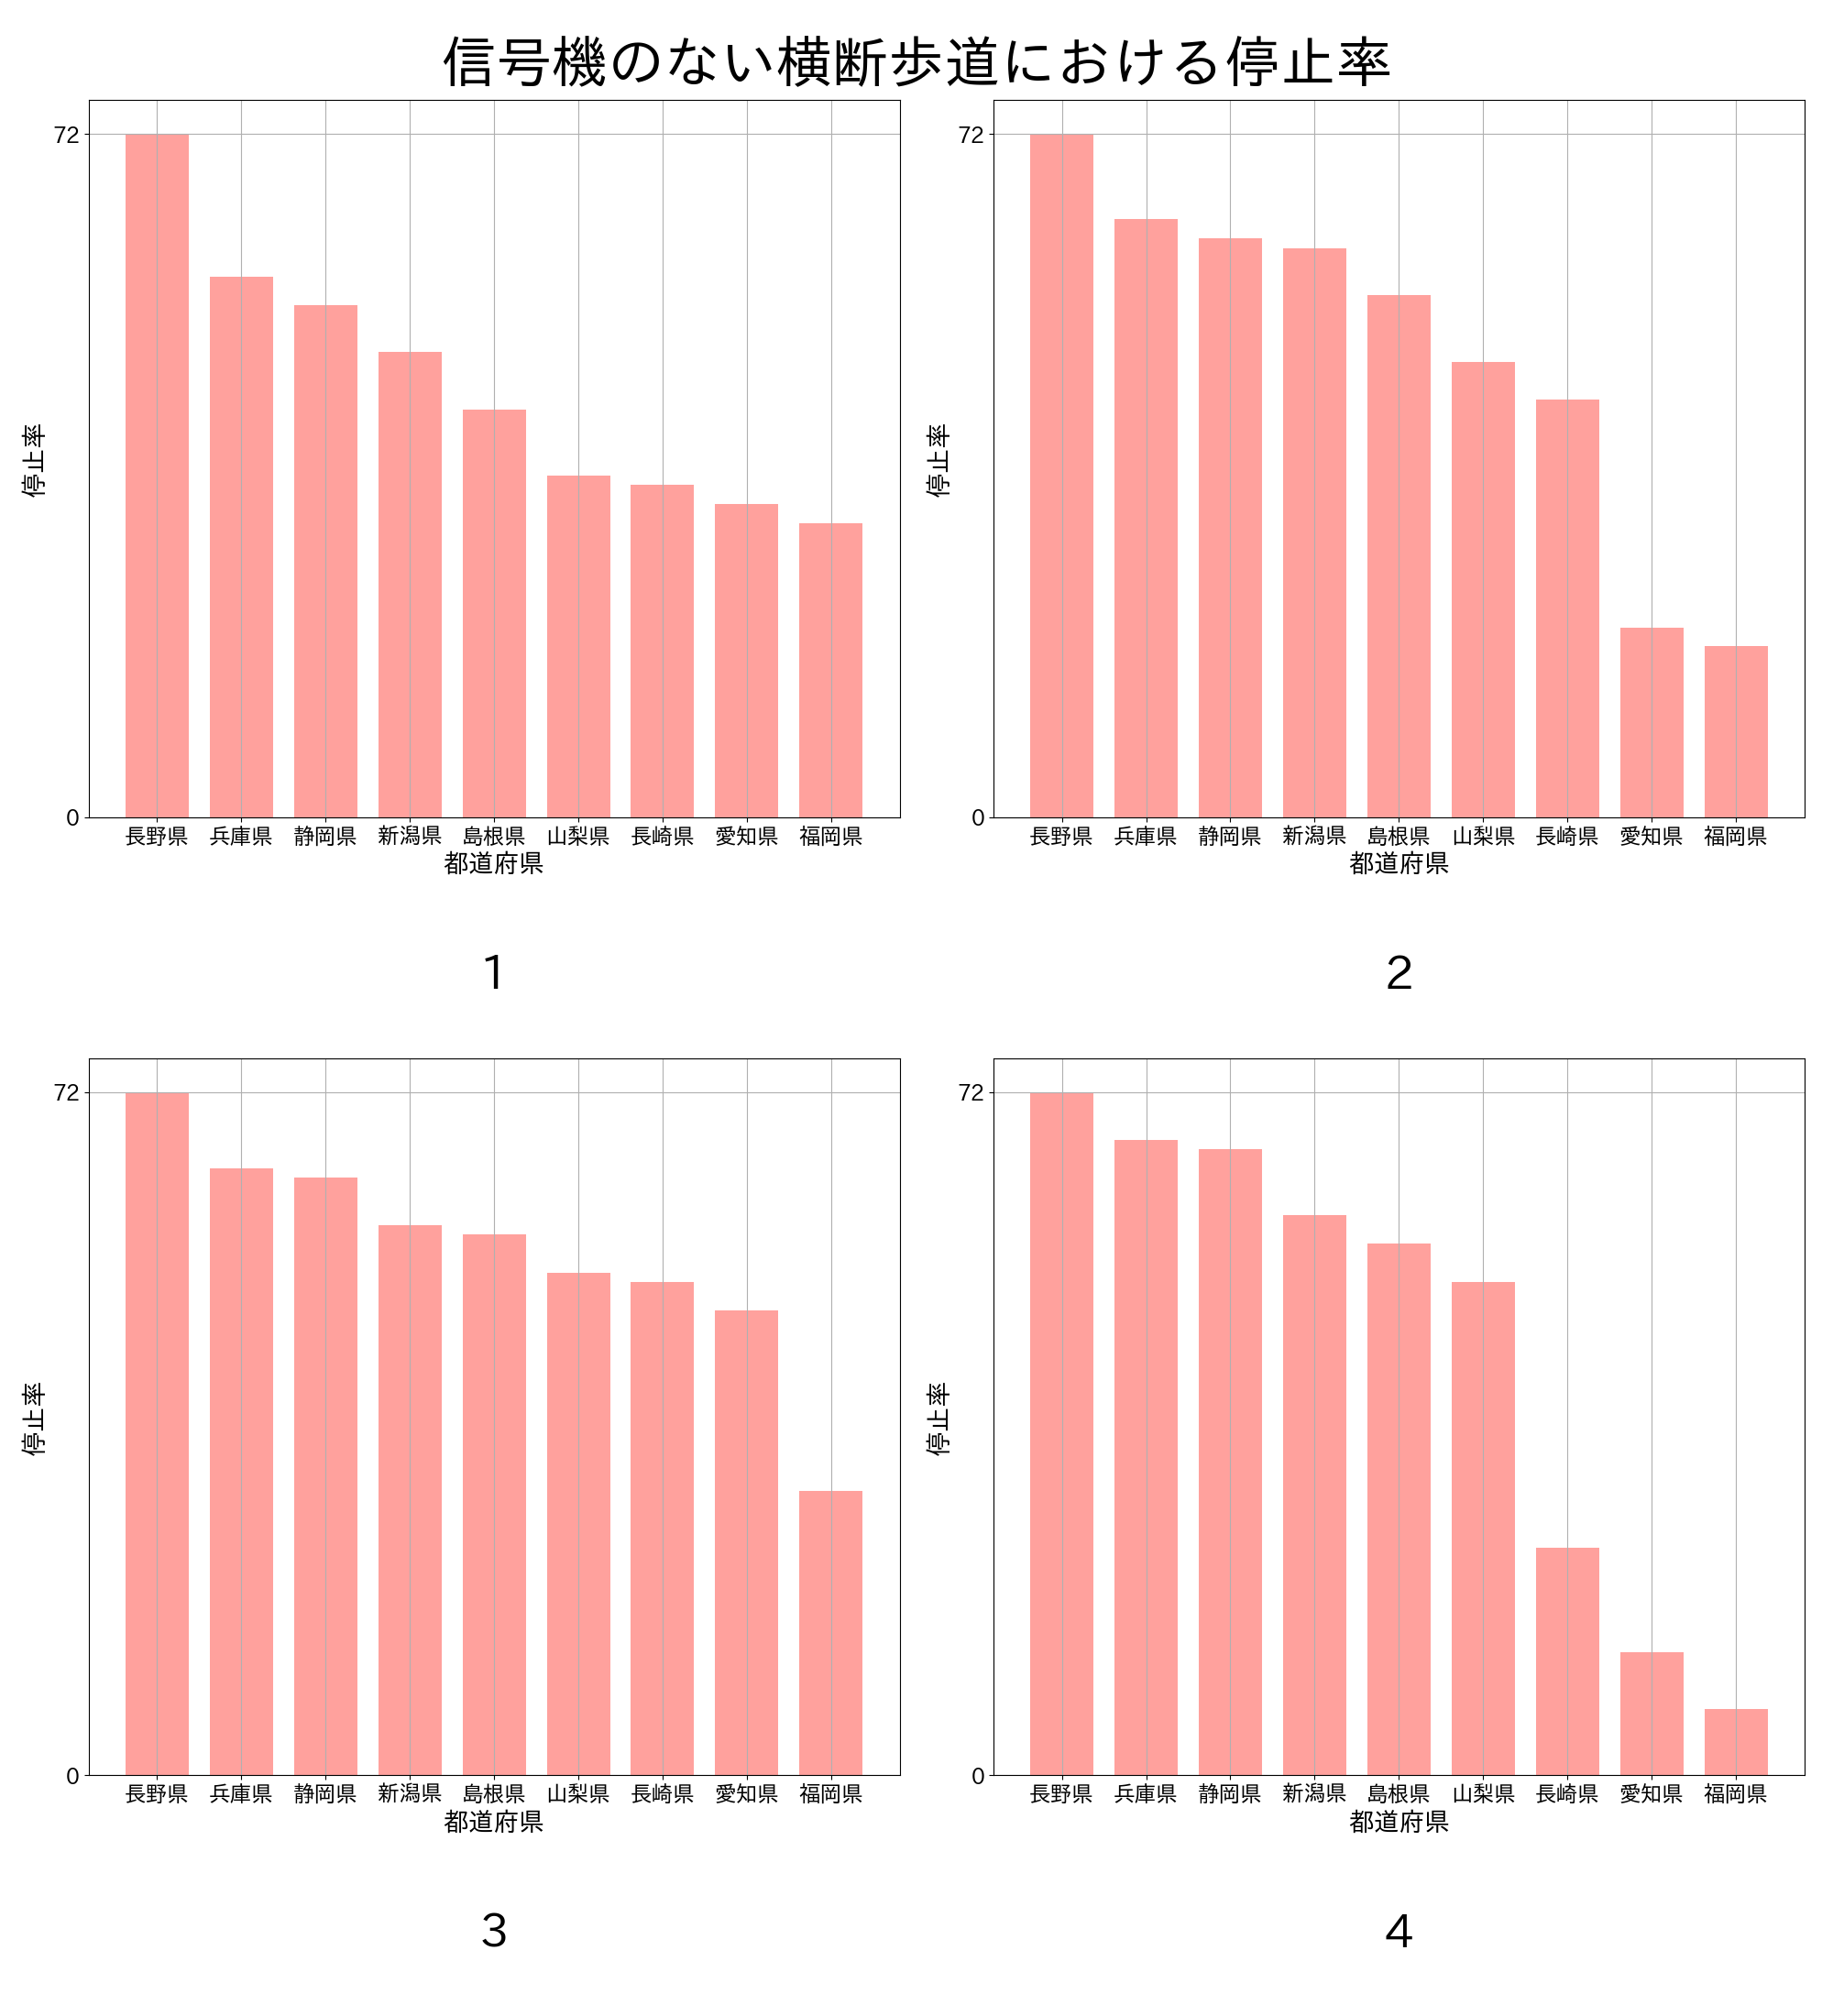 信号機のない横断歩道における停止率
72
0
停止率
長野県 兵庫県 静岡県 新潟県 島根県 山梨県 長崎県 愛知県 福岡県
都道府県
1
72
0
停止率
長野県 兵庫県 静岡県 新潟県 島根県 山梨県 長崎県 愛知県 福岡県
都道府県
2
72
0
停止率
長野県 兵庫県 静岡県 新潟県 島根県 山梨県 長崎県 愛知県 福岡県
都道府県
3
72
0
停止率
長野県 兵庫県 静岡県 新潟県 島根県 山梨県 長崎県 愛知県 福岡県
都道府県
4